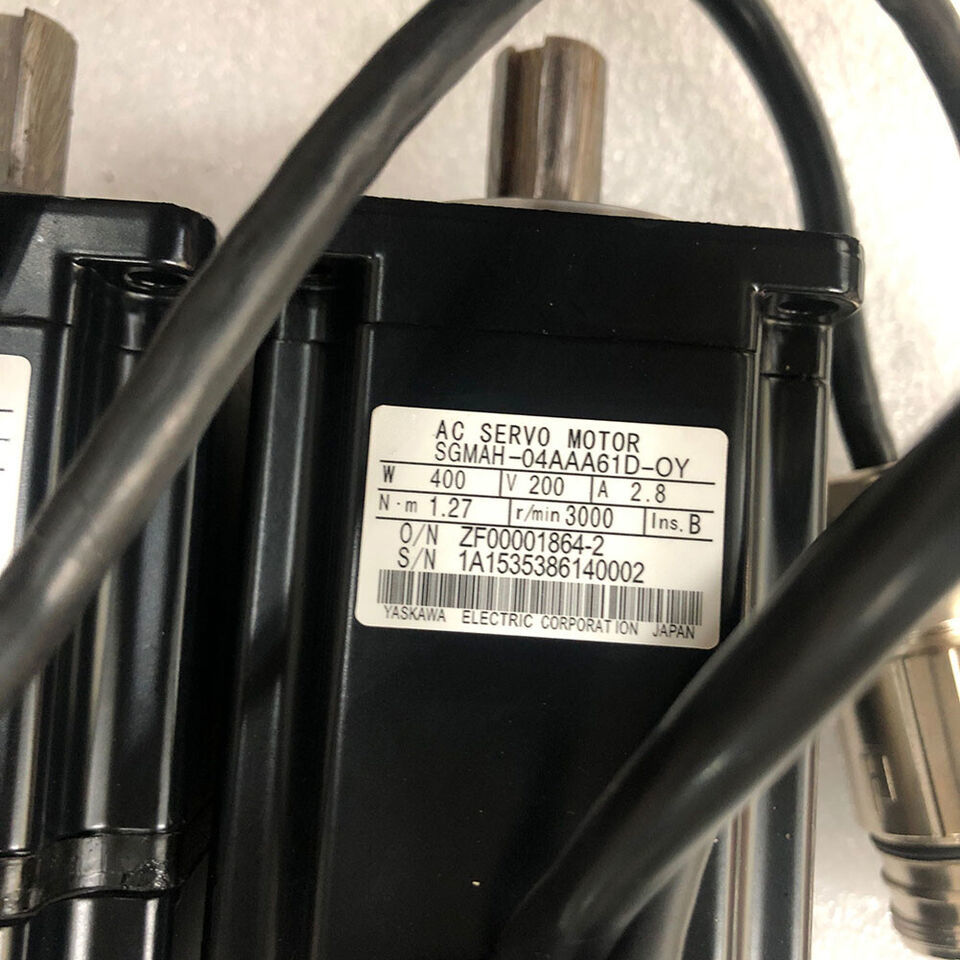 AC SERVO MOTOR
SGMAH-04AAA61D-OY
W 400 V 200 A 2.8
N·m 1.27 r/min 3000 Ins. B
O/N ZF00001864-2
S/N 1A1535386140002
YASKAWA ELECTRIC CORPORATION JAPAN